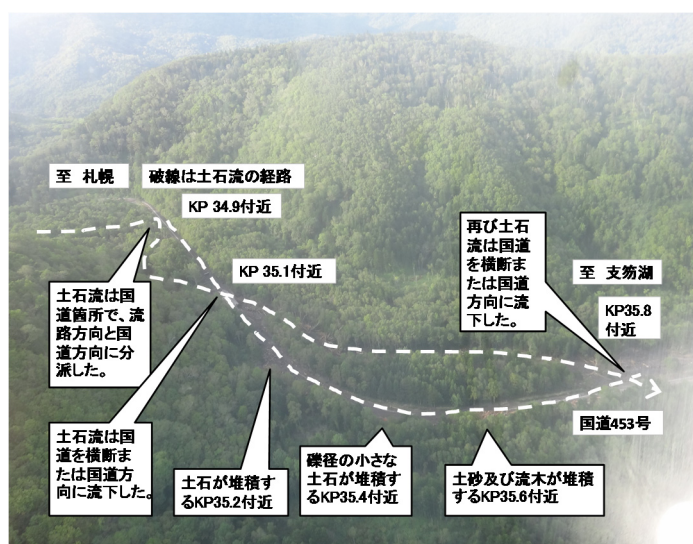 至 札幌
破線は土石流の経路
KP 34.9付近
KP 35.1付近
再び土石
流は国道
を横断ま
たは国道
方向に流
下した。
至 支笏湖
KP35.8
付近
土石流は国
道箇所で、流
路方向と国
道方向に分
派した。
国道453号
土石流は国
道を横断ま
たは国道方
向に流下した。
土石が堆積す
るKP35.2付近
礫径の小さな
土石が堆積す
るKP35.4付近
土砂及び流木が堆積
するKP35.6付近